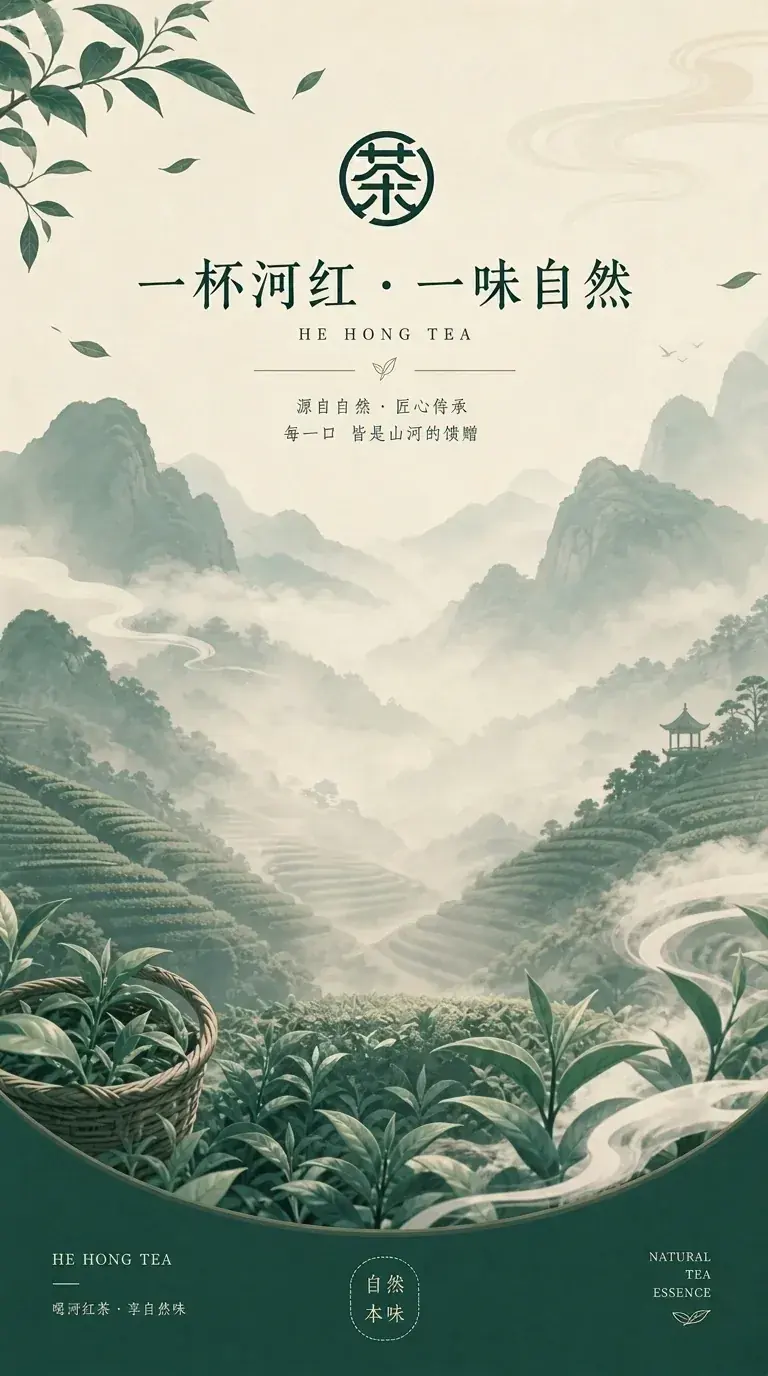 茶
一杯河红·一味自然
HE HONG TEA
源自自然·匠心传承
每一口 皆是山河的馈赠
HE HONG TEA
喝河红茶·享自然味
自然
本味
NATURAL
TEA
ESSENCE